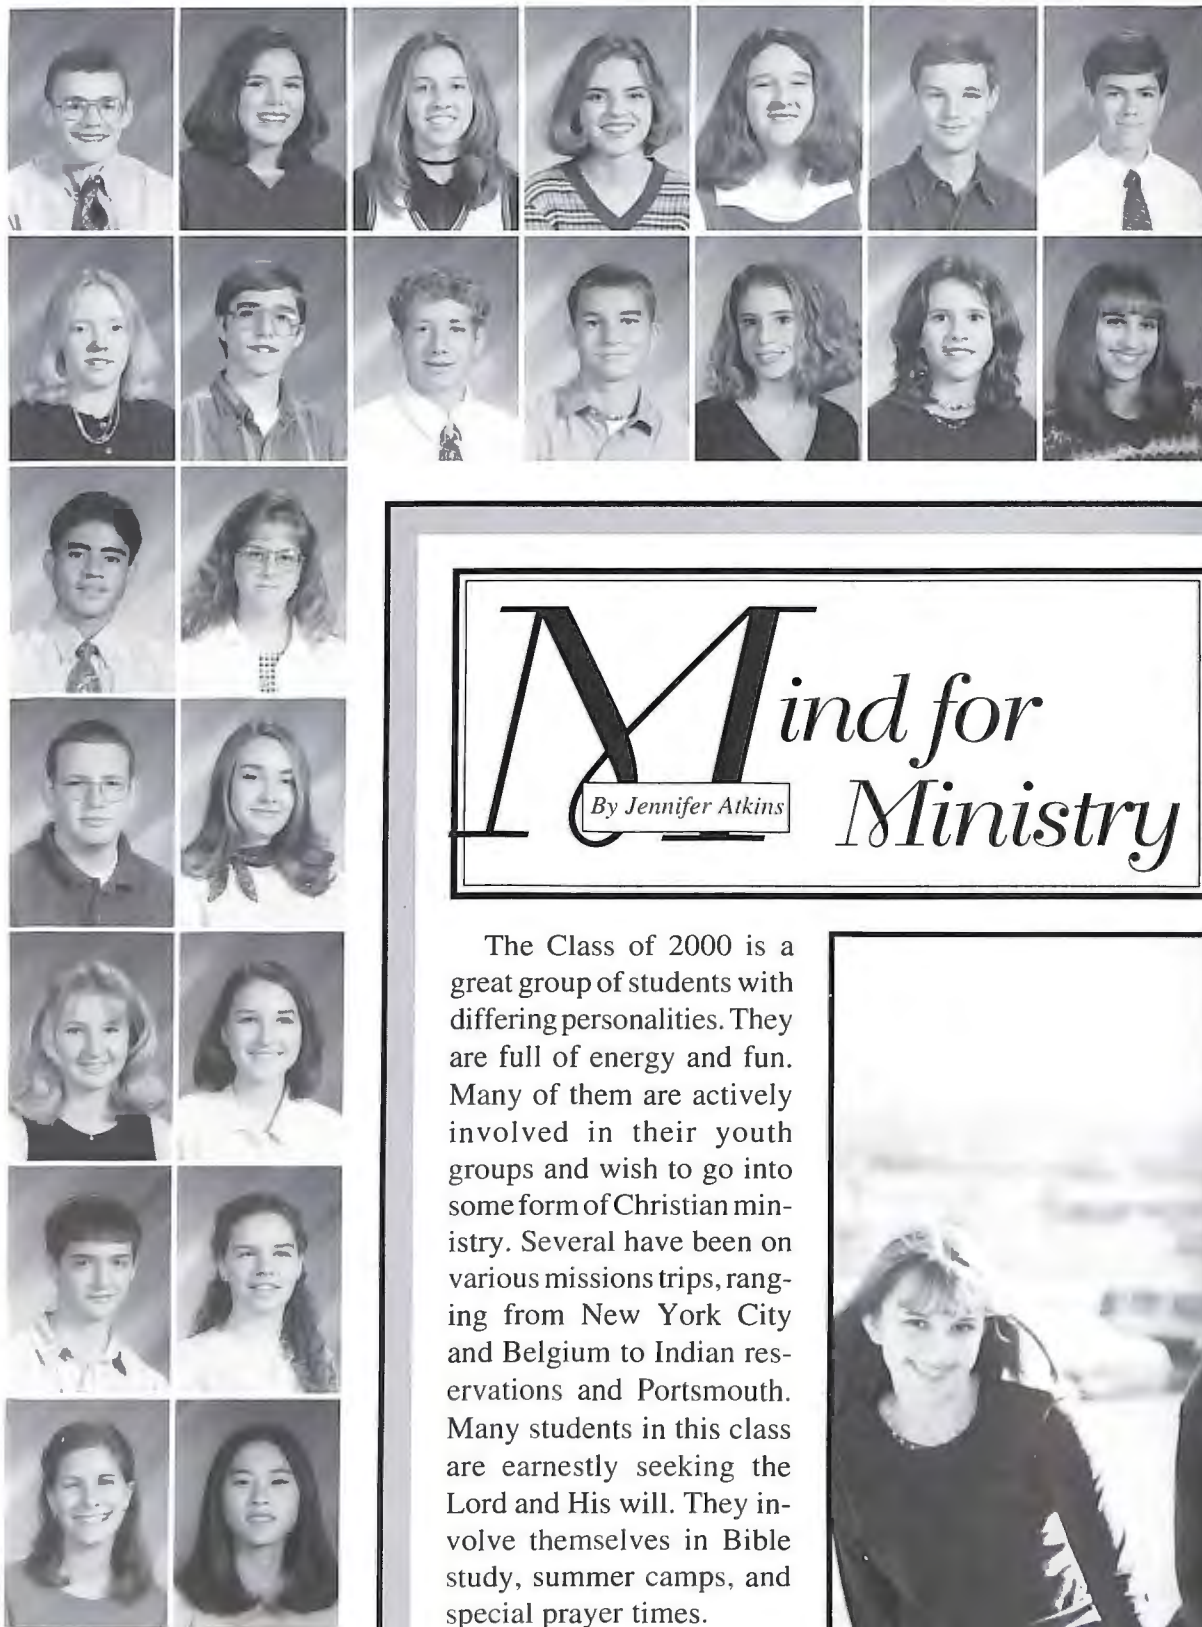 Mind for
Ministry
By Jennifer Atkins
The Class of 2000 is a
great group of students with
differing personalities. They
are full of energy and fun.
Many of them are actively
involved in their youth
groups and wish to go into
some form of Christian min-
istry. Several have been on
various missions trips, rang-
ing from New York City
and Belgium to Indian res-
ervations and Portsmouth.
Many students in this class
are earnestly seeking the
Lord and His will. They in-
volve themselves in Bible
study, summer camps, and
special prayer times.